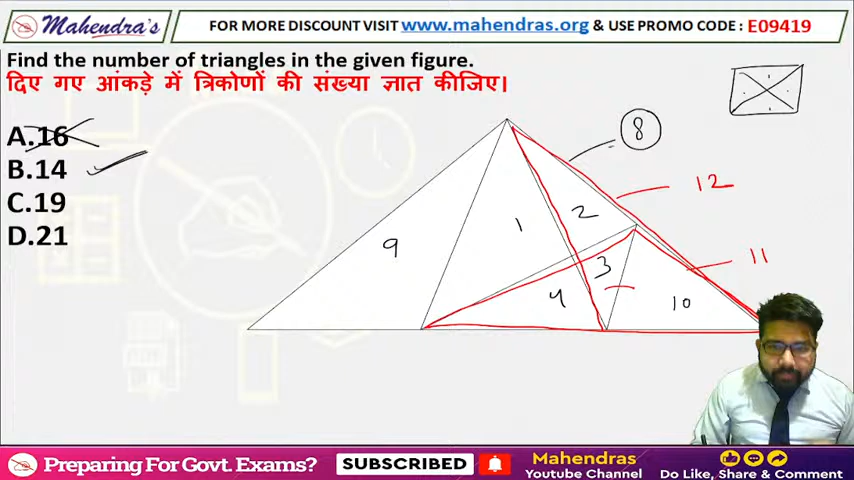 Mahendra's
FOR MORE DISCOUNT VISIT www.mahendras.org & USE PROMO CODE : E09419
Find the number of triangles in the given figure.
दिए गए आंकड़े में त्रिकोणों की संख्या ज्ञात कीजिए।
A.16
B.14
C.19
D.21
8
12
2
1
9
11
3
4
10
Preparing For Govt. Exams?
SUBSCRIBED
Mahendras
Youtube Channel
Do Like, Share & Comment